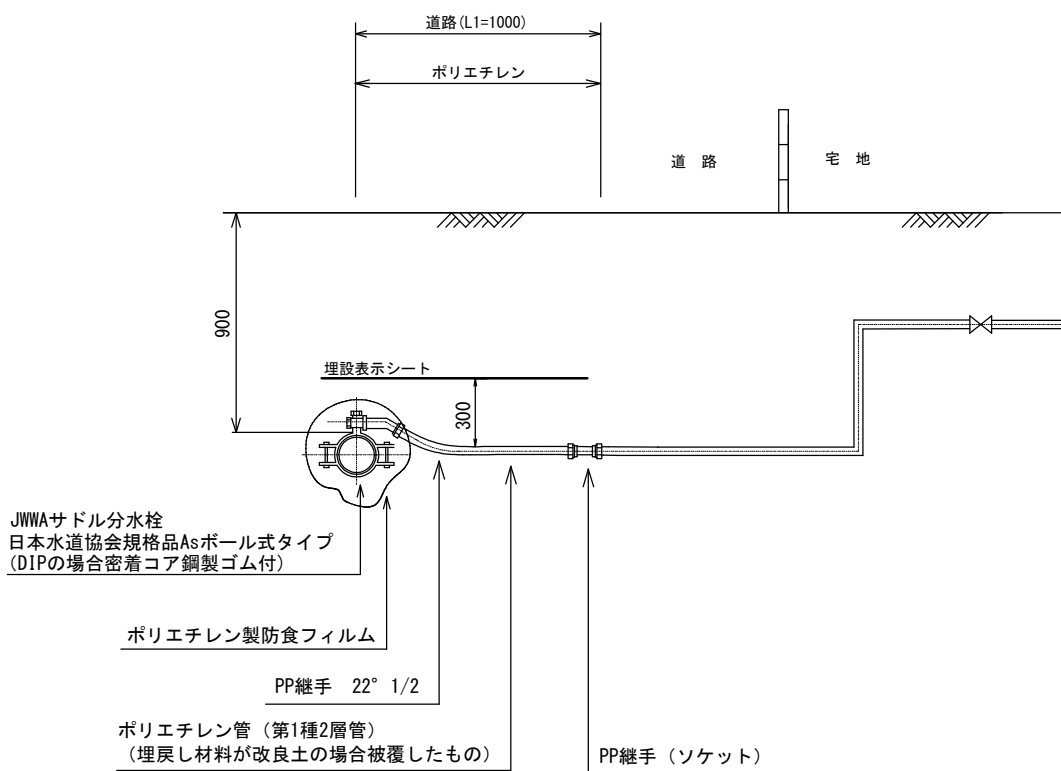 道路(L1=1000)
ポリエチレン
道 路
宅 地
900
埋設表示シート
300
JWWAサドル分水栓
日本水道協会規格品Asボール式タイプ
(DIPの場合密着コア鋼製ゴム付)
ポリエチレン製防食フィルム
PP継手 22° 1/2
ポリエチレン管（第1種2層管）
（埋戻し材料が改良土の場合被覆したもの）
PP継手（ソケット）